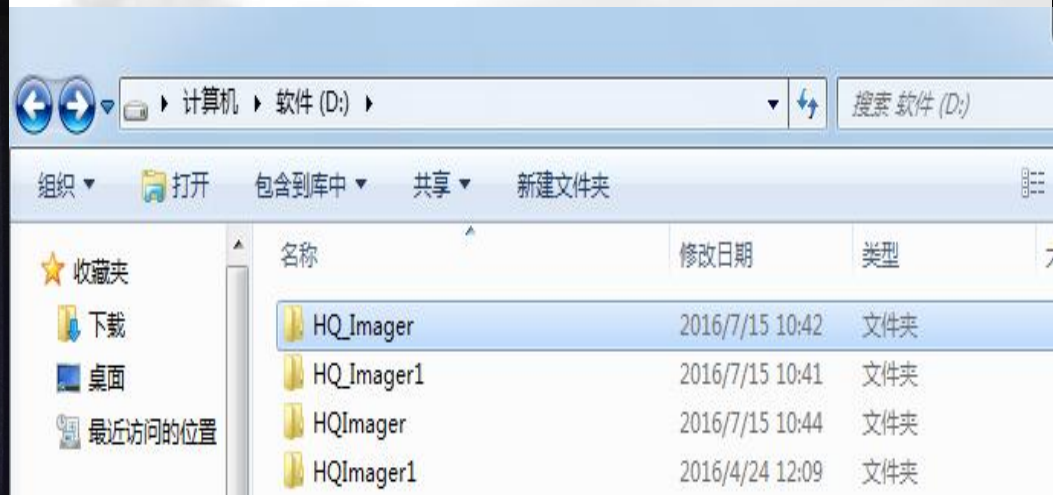 计算机 软件 (D:) 搜索 软件 (D:)
组织 打开 包含到库中 共享 新建文件夹
名称 修改日期 类型
收藏夹
下载
桌面
最近访问的位置
HQ_Imager 2016/7/15 10:42 文件夹
HQ_Imager1 2016/7/15 10:41 文件夹
HQImager 2016/7/15 10:44 文件夹
HQImager1 2016/4/24 12:09 文件夹